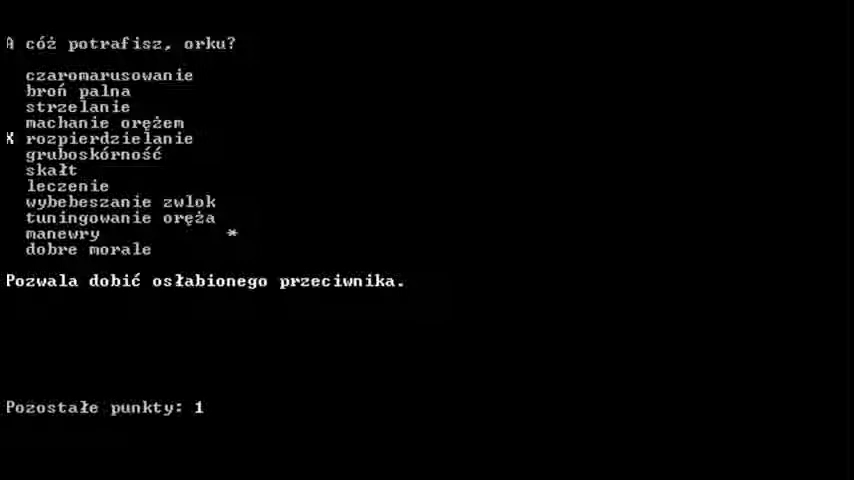 A cóż potrafisz, orku?
czaromarusowanie
broń palna
strzelanie
machanie orężem
X rozpierdzielanie
gruboskórność
skałt
leczenie
wybebeszanie zwlok
tuningowanie oręża
manewry *
dobre morale
Pozwala dobić osłabionego przeciwnika.
Pozostałe punkty: 1